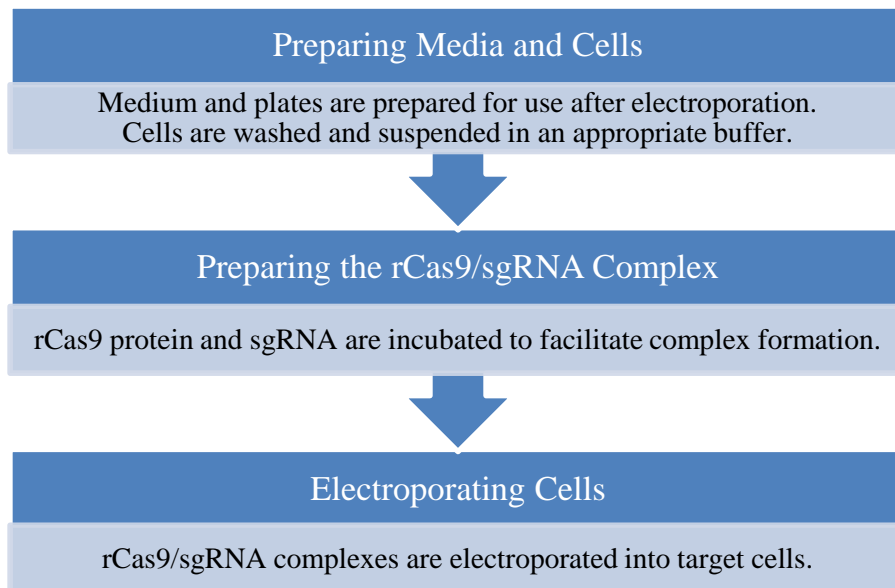 Preparing Media and Cells
Medium and plates are prepared for use after electroporation.
Cells are washed and suspended in an appropriate buffer.
Preparing the rCas9/sgRNA Complex
rCas9 protein and sgRNA are incubated to facilitate complex formation.
Electroporating Cells
rCas9/sgRNA complexes are electroporated into target cells.